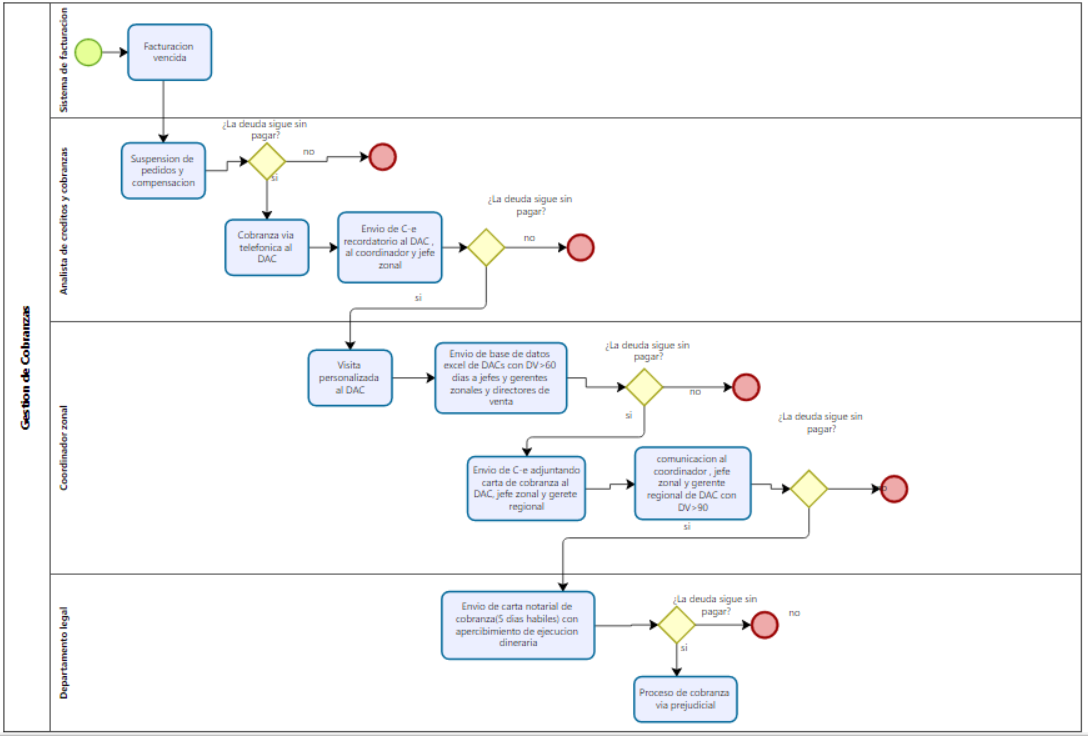 Gestion de Cobranzas
Sistema de facturacion
Facturacion
vencida
Analista de creditos y cobranzas
¿La deuda sigue sin
pagar?
Suspension de
pedidos y
compensacion
no
si
Cobranza via
telefonica al
DAC
Envio de C-e
recordatorio al DAC ,
al coordinador y jefe
zonal
¿La deuda sigue sin
pagar?
no
si
Coordinador zonal
Visita
personalizada
al DAC
Envio de base de datos
excel de DACs con DV>60
dias a jefes y gerentes
zonales y directores de
venta
¿La deuda sigue sin
pagar?
no
si
Envio de C-e adjuntando
carta de cobranza al
DAC, jefe zonal y gerete
regional
comunicacion al
coordinador , jefe
zonal y gerente
regional de DAC con
DV>90
¿La deuda sigue sin
pagar?
si
Departamento legal
Envio de carta notarial de
cobranza(5 dias habiles) con
apercibimiento de ejecucion
dineraria
¿La deuda sigue sin
pagar?
no
si
Proceso de cobranza
via prejudicial